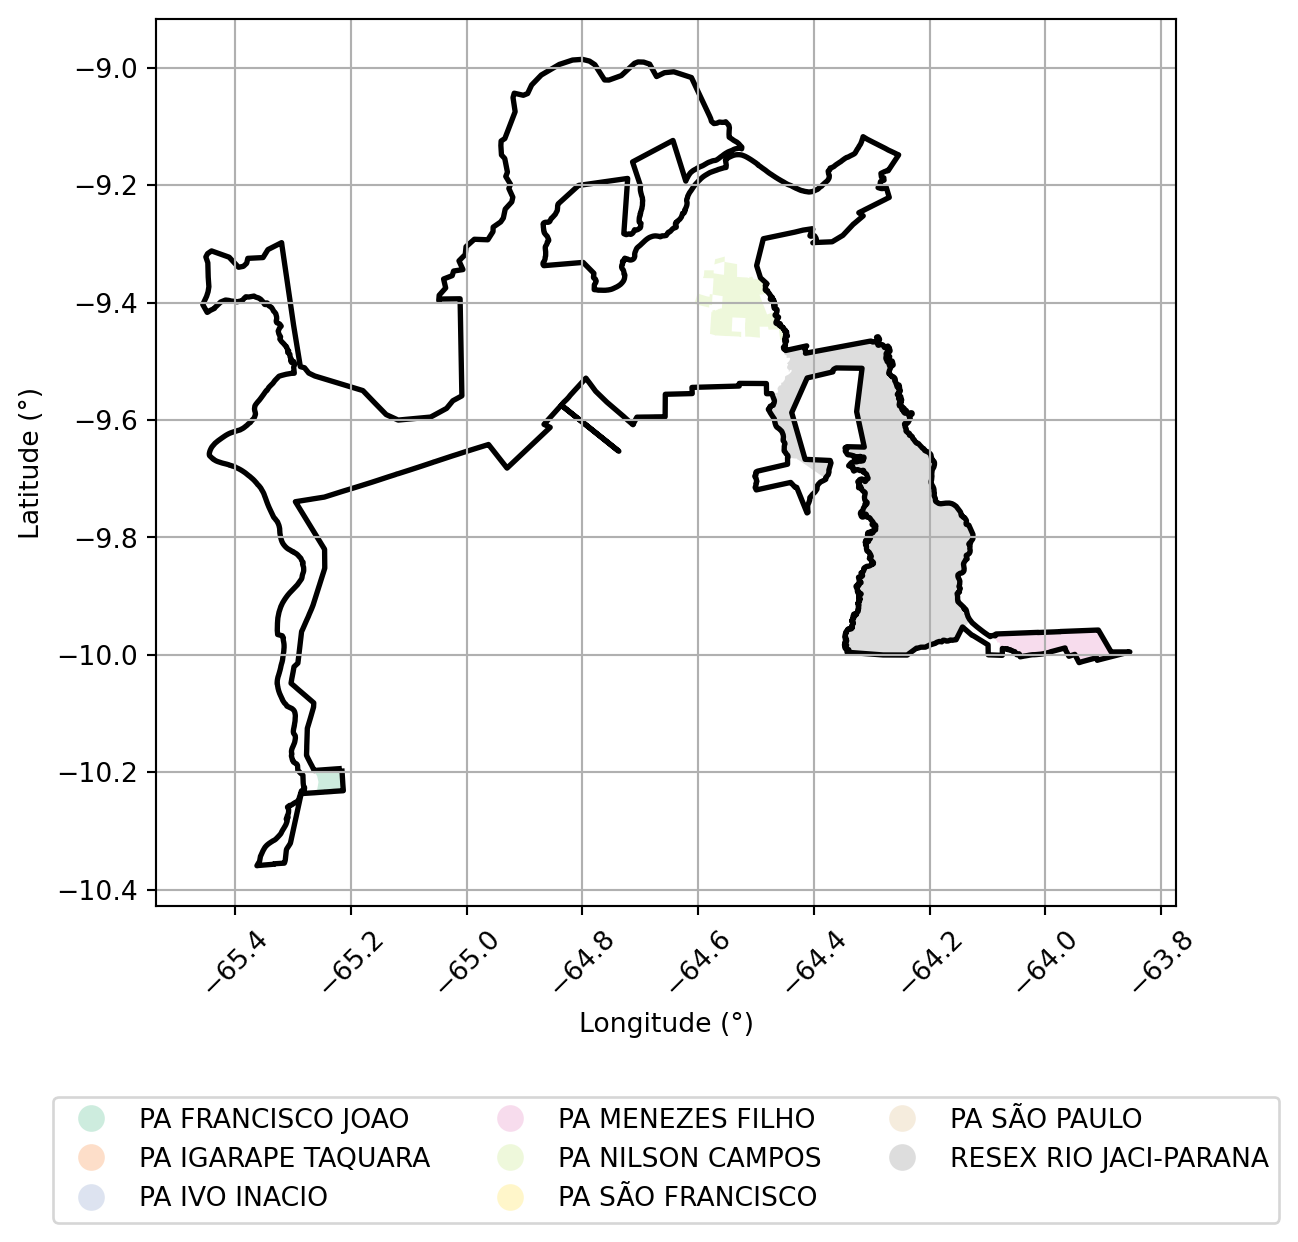 −9.0
−9.2
−9.4
−9.6
−9.8
−10.0
−10.2
−10.4
Latitude (°)
−65.4
−65.2
−65.0
−64.8
−64.6
−64.4
−64.2
−64.0
−63.8
Longitude (°)
PA FRANCISCO JOAO
PA IGARAPE TAQUARA
PA IVO INACIO
PA MENEZES FILHO
PA NILSON CAMPOS
PA SÃO FRANCISCO
PA SÃO PAULO
RESEX RIO JACI-PARANA